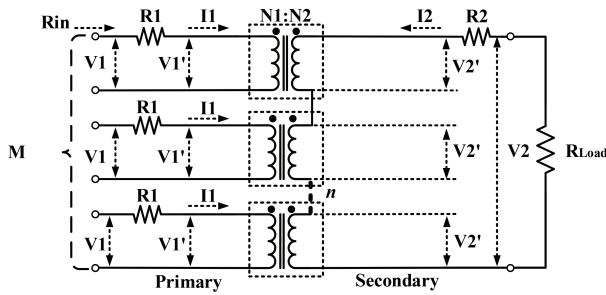 Rin I1 N1:N2 I2 R2
R1
V1 V1' V2'
R1 I1
M V1 V1' V2' V2 RLoad
n
R1 I1
V1 V1' V2'
Primary Secondary